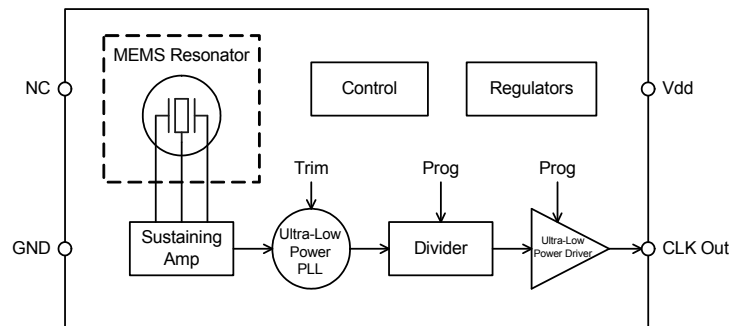 MEMS Resonator
NC
Control
Regulators
Vdd
Trim
Prog
Prog
GND
Sustaining
Amp
Ultra-Low
Power
PLL
Divider
Ultra-Low
Power Driver
CLK Out